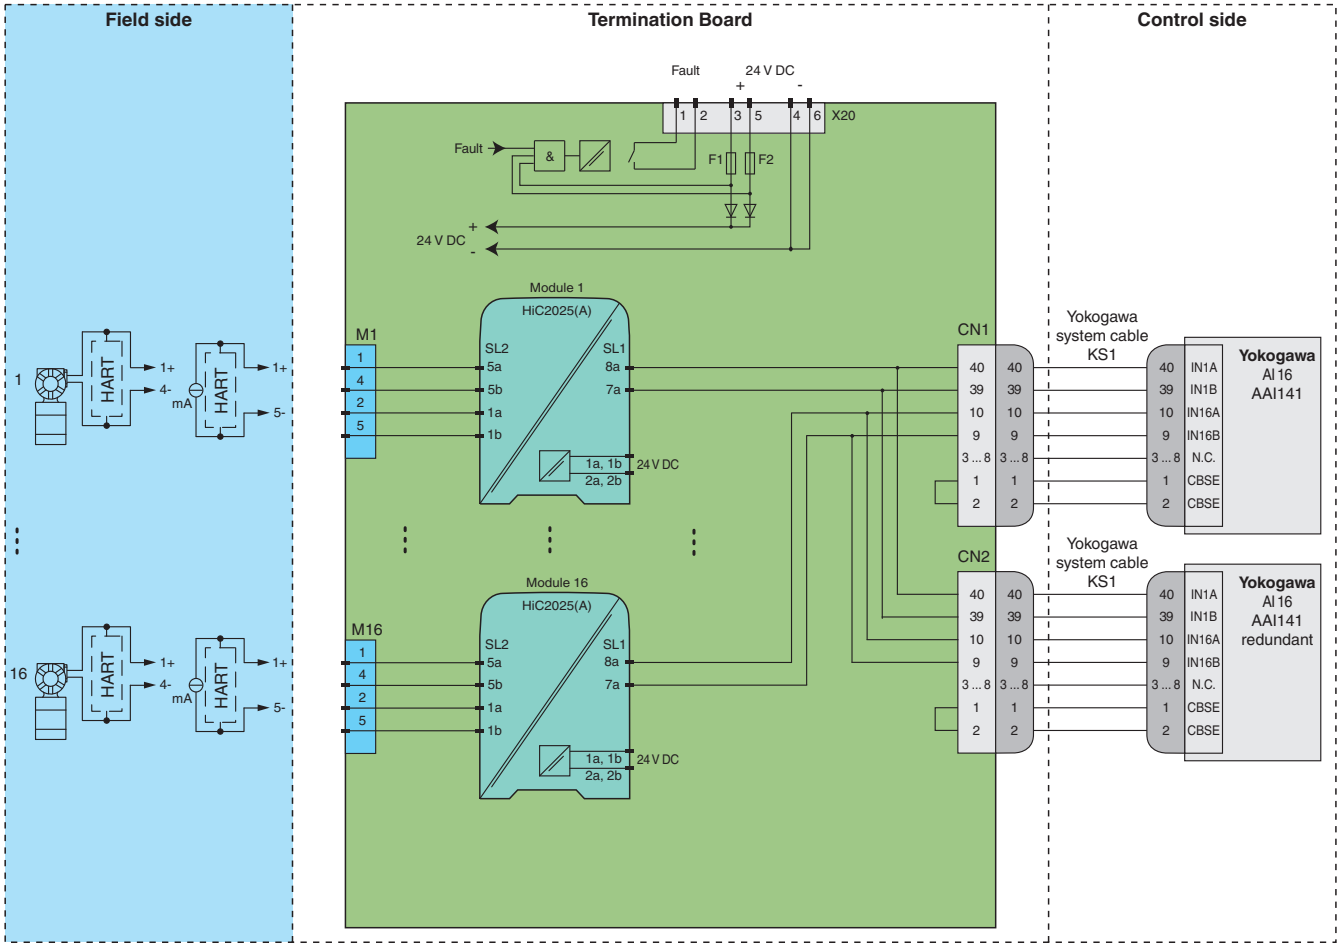 Field side
Termination Board
Control side
Fault
24 V DC
+
-
1
2
3
5
4
6
X20
Fault
&
F1
F2
+
24 V DC
-
Module 1
HiC2025(A)
M1
1
4
2
5
SL2
5a
5b
1a
1b
SL1
8a
7a
1a, 1b
2a, 2b
24 V DC
1
HART
1+
4-
mA
HART
1+
5-
CN1
40
39
10
9
3 ... 8
1
2
40
39
10
9
3 ... 8
1
2
Yokogawa
system cable
KS1
40
39
10
9
3 ... 8
1
2
IN1A
IN1B
IN16A
IN16B
N.C.
CBSE
CBSE
Yokogawa
AI 16
AAI141
Module 16
HiC2025(A)
M16
1
4
2
5
SL2
5a
5b
1a
1b
SL1
8a
7a
1a, 1b
2a, 2b
24 V DC
16
HART
1+
4-
mA
HART
1+
5-
CN2
40
39
10
9
3 ... 8
1
2
40
39
10
9
3 ... 8
1
2
Yokogawa
system cable
KS1
40
39
10
9
3 ... 8
1
2
IN1A
IN1B
IN16A
IN16B
N.C.
CBSE
CBSE
Yokogawa
AI 16
AAI141
redundant